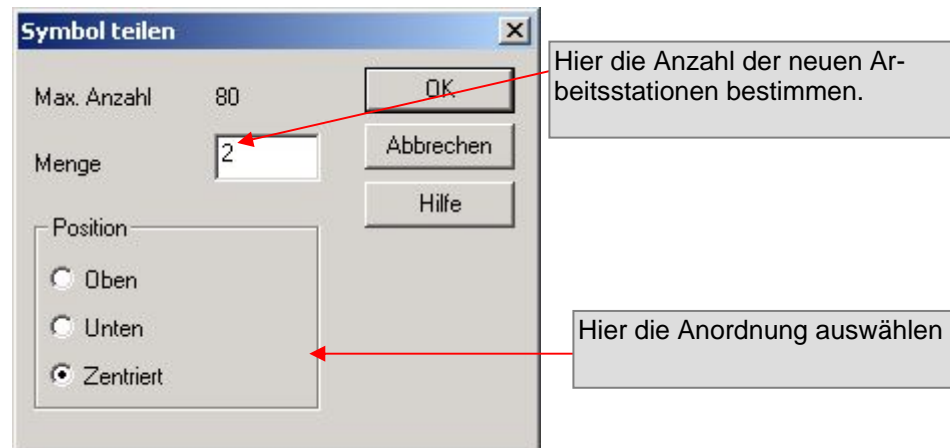 Symbol teilen
Max. Anzahl 80
OK
Menge 2
Abbrechen
Hilfe
Position
Oben
Unten
Zentriert
Hier die Anzahl der neuen Ar-
beitsstationen bestimmen.
Hier die Anordnung auswählen